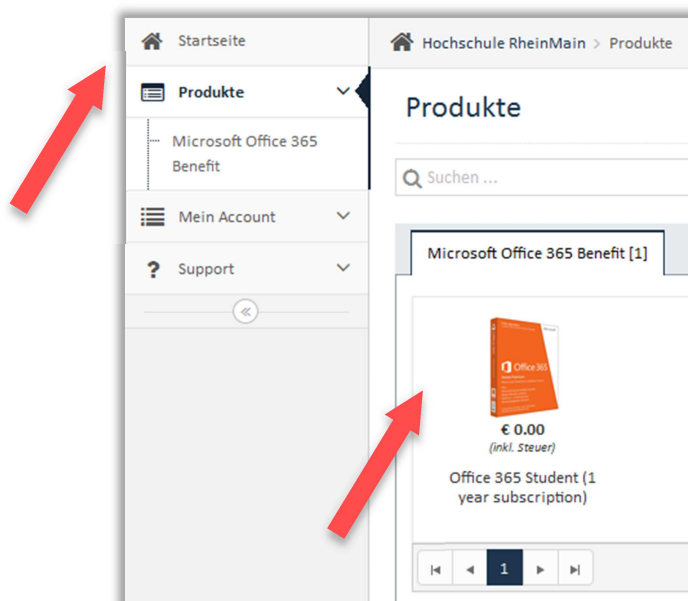 Startseite
Produkte
Microsoft Office 365
Benefit
Mein Account
? Support
Hochschule RheinMain > Produkte
Produkte
Suchen ...
Microsoft Office 365 Benefit [1]
Office 365
€ 0.00
(inkl. Steuer)
Office 365 Student (1
year subscription)
1